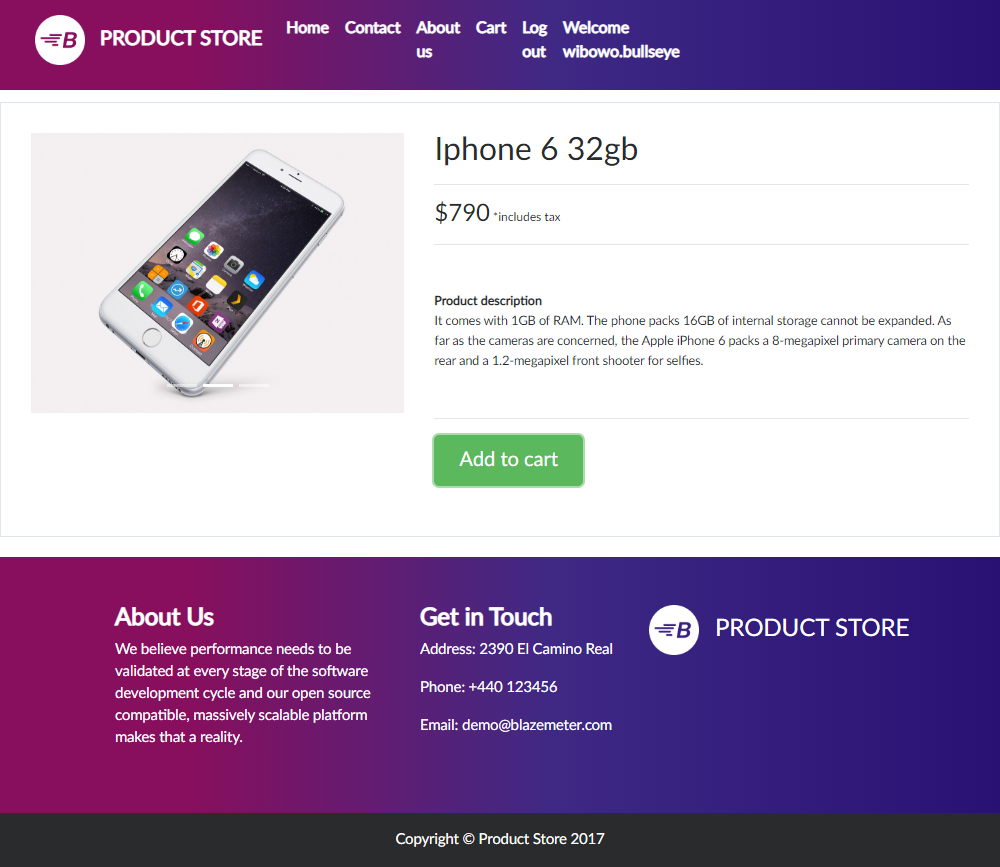 B PRODUCT STORE
Home Contact About us Cart Log out Welcome wibowo.bullseye
Iphone 6 32gb
$790 *includes tax
Product description
It comes with 1GB of RAM. The phone packs 16GB of internal storage cannot be expanded. As
far as the cameras are concerned, the Apple iPhone 6 packs a 8-megapixel primary camera on the
rear and a 1.2-megapixel front shooter for selfies.
Add to cart
About Us
We believe performance needs to be
validated at every stage of the software
development cycle and our open source
compatible, massively scalable platform
makes that a reality.
Get in Touch
Address: 2390 El Camino Real
Phone: +440 123456
Email: demo@blazemeter.com
B PRODUCT STORE
Copyright © Product Store 2017